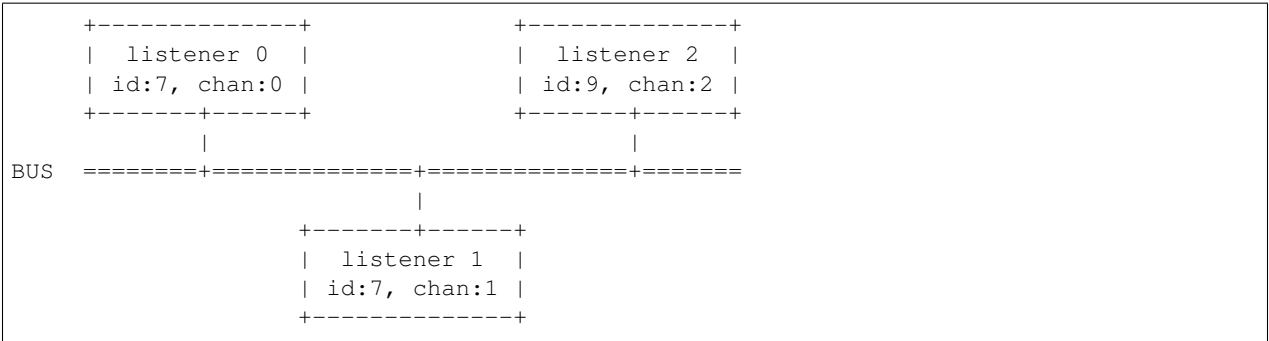 +--------------+              +--------------+
|  listener 0  |              |  listener 2  |
| id:7, chan:0 |              | id:9, chan:2 |
+-------+------+              +-------+------+
        |                             |
BUS  ========+==============+==============+=======
                       |
               +-------+------+
               |  listener 1  |
               | id:7, chan:1 |
               +--------------+